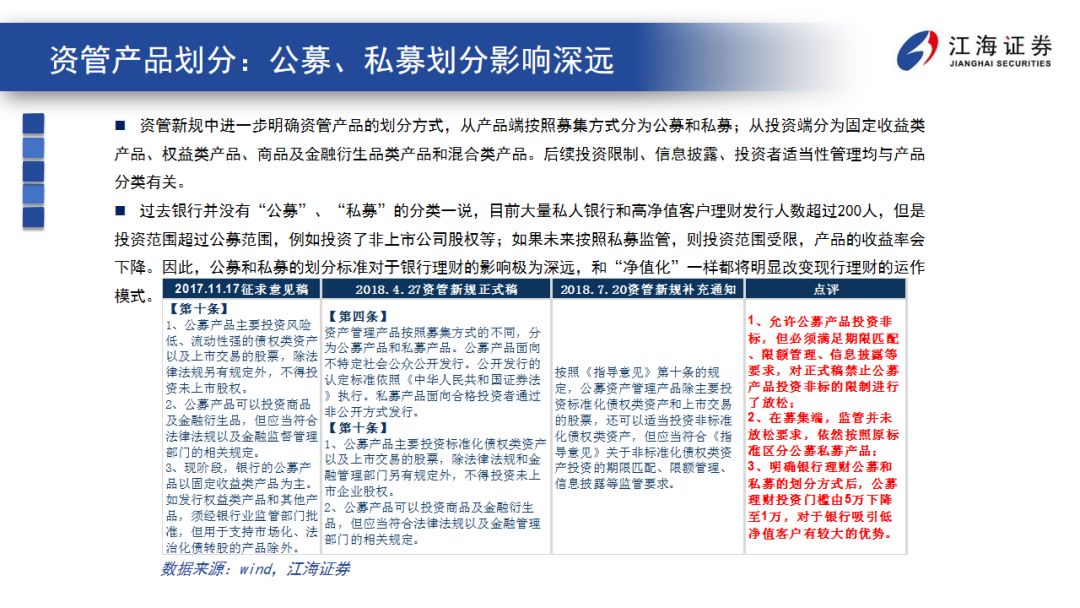 资管产品划分：公募、私募划分影响深远
江海证券
JIANGHAI SECURITIES
■ 资管新规中进一步明确资管产品的划分方式，从产品端按照募集方式分为公募和私募；从投资端分为固定收益类
产品、权益类产品、商品及金融衍生品类产品和混合类产品。后续投资限制、信息披露、投资者适当性管理均与产品
分类有关。
■ 过去银行并没有“公募”、“私募”的分类一说，目前大量私人银行和高净值客户理财发行人数超过200人，但是
投资范围超过公募范围，例如投资了非上市公司股权等；如果未来按照私募监管，则投资范围受限，产品的收益率会
下降。因此，公募和私募的划分标准对于银行理财的影响极为深远，和“净值化”一样都将明显改变现行理财的运作
模式。
2017.11.17征求意见稿
【第十条】
1、公募产品主要投资风险
低、流动性强的债权类资产
以及上市交易的股票，除法
律法规另有规定外，不得投
资未上市股权。
2、公募产品可以投资商品
及金融衍生品，但应当符合
法律法规以及金融监督管理
部门的相关规定。
3、现阶段，银行的公募产
品以固定收益类产品为主。
如发行权益类产品和其他产
品，须经银行业监管部门批
准，但用于支持市场化、法
治化债转股的产品除外。
2018.4.27资管新规正式稿
【第四条】
资产管理产品按照募集方式的不同，分
为公募产品和私募产品。公募产品面向
不特定社会公众公开发行。公开发行的
认定标准依照《中华人民共和国证券法
》执行。私募产品面向合格投资者通过
非公开方式发行。
【第十条】
1、公募产品主要投资标准化债权类资产
以及上市交易的股票，除法律法规和金
融管理部门另有规定外，不得投资未上
市企业股权。
2、公募产品可以投资商品及金融衍生
品，但应当符合法律法规以及金融管理
部门的相关规定。
2018.7.20资管新规补充通知
按照《指导意见》第十条的规
定，公募资产管理产品除主要投
资标准化债权类资产和上市交易
的股票，还可以适当投资非标准
化债权类资产，但应当符合《指
导意见》关于非标准化债权类资
产投资的期限匹配、限额管理、
信息披露等监管要求。
点评
1、允许公募产品投资非
标，但必须满足期限匹配
、限额管理、信息披露等
要求，对正式稿禁止公募
产品投资非标的限制进行
了放松；
2、在募集端，监管并未
放松要求，依然按照原标
准区分公募私募产品；
3、明确银行理财公募和
私募的划分方式后，公募
理财投资门槛由5万下降
至1万，对于银行吸引低
净值客户有较大的优势。
数据来源：wind，江海证券